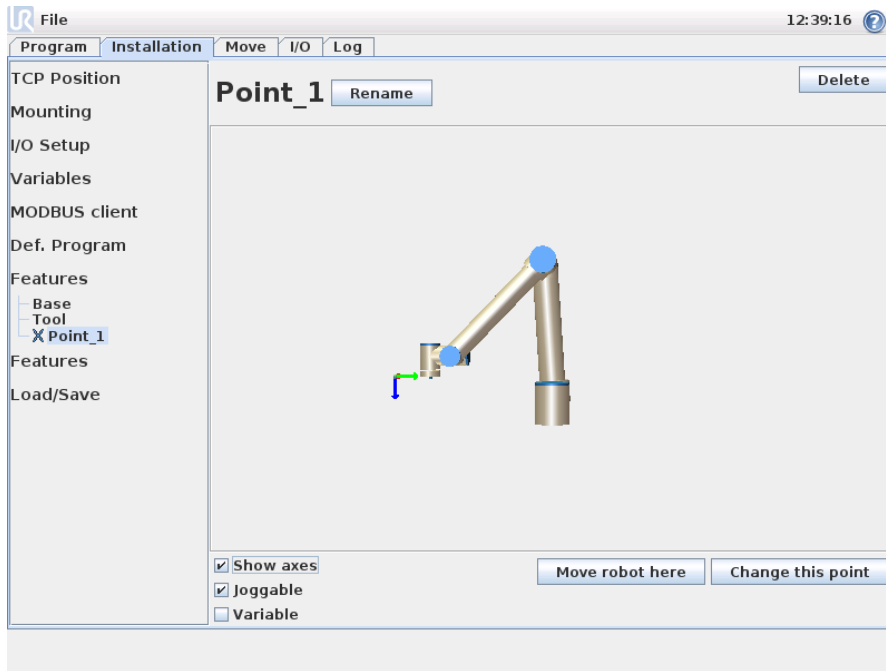 UR File 12:39:16 ?
Program Installation Move I/O Log
TCP Position
Mounting
I/O Setup
Variables
MODBUS client
Def. Program
Features
Base
Tool
Point_1
Features
Load/Save
Point_1 Rename Delete
Show axes
Joggable
Variable
Move robot here Change this point